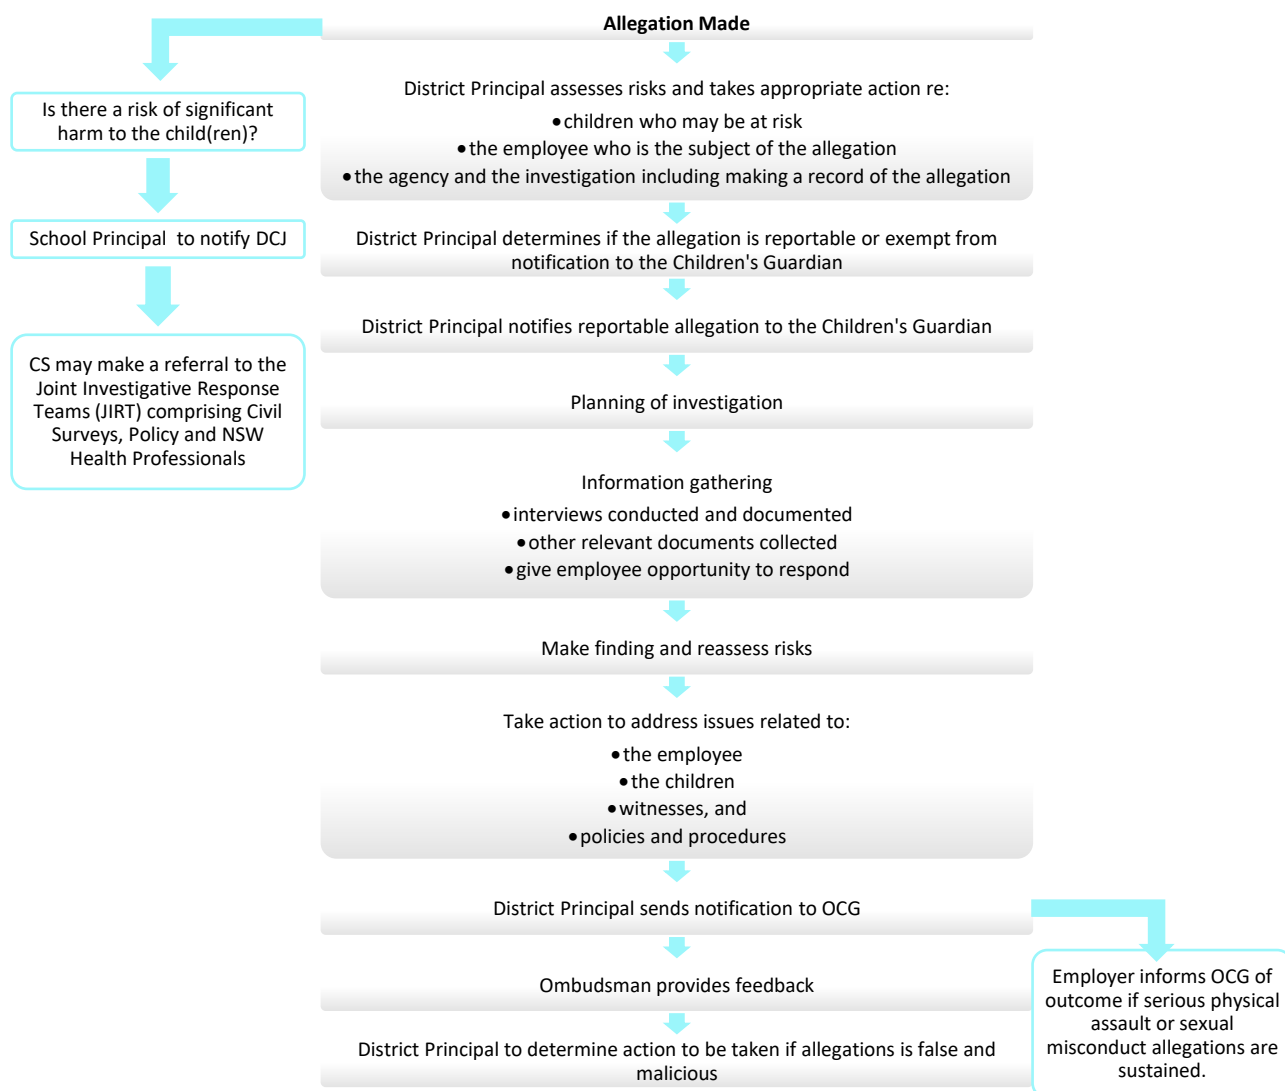 Allegation Made
Is there a risk of significant
harm to the child(ren)?
School Principal  to notify DCJ
CS may make a referral to the
Joint Investigative Response
Teams (JIRT) comprising Civil
Surveys, Policy and NSW
Health Professionals
District Principal assesses risks and takes appropriate action re:
•children who may be at risk
•the employee who is the subject of the allegation
•the agency and the investigation including making a record of the allegation
District Principal determines if the allegation is reportable or exempt from
notification to the Children's Guardian
District Principal notifies reportable allegation to the Children's Guardian
Planning of investigation
Information gathering
•interviews conducted and documented
•other relevant documents collected
•give employee opportunity to respond
Make finding and reassess risks
Take action to address issues related to:
•the employee
•the children
•witnesses, and
•policies and procedures
District Principal sends notification to OCG
Employer informs OCG of
outcome if serious physical
assault or sexual
misconduct allegations are
sustained.
Ombudsman provides feedback
District Principal to determine action to be taken if allegations is false and
malicious